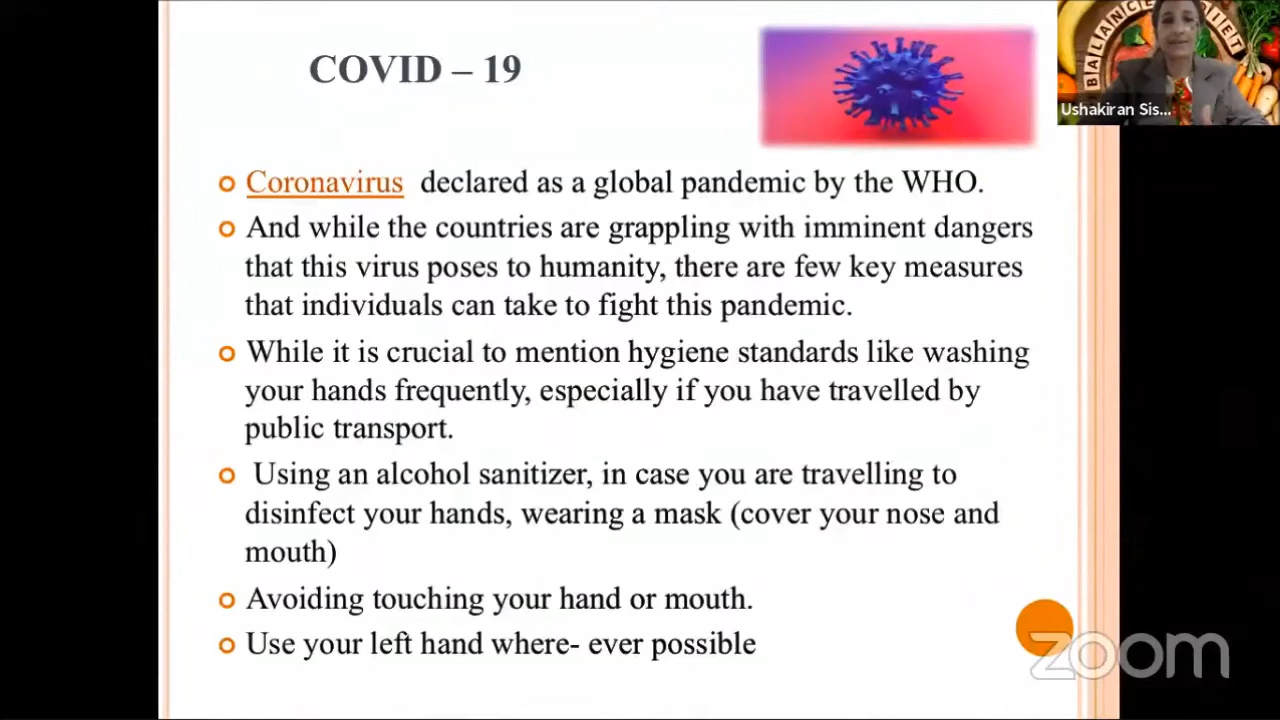 COVID – 19
BALANCE DIET
Ushakiran Sis...
Coronavirus declared as a global pandemic by the WHO.
And while the countries are grappling with imminent dangers
that this virus poses to humanity, there are few key measures
that individuals can take to fight this pandemic.
While it is crucial to mention hygiene standards like washing
your hands frequently, especially if you have travelled by
public transport.
Using an alcohol sanitizer, in case you are travelling to
disinfect your hands, wearing a mask (cover your nose and
mouth)
Avoiding touching your hand or mouth.
Use your left hand where- ever possible
zoom